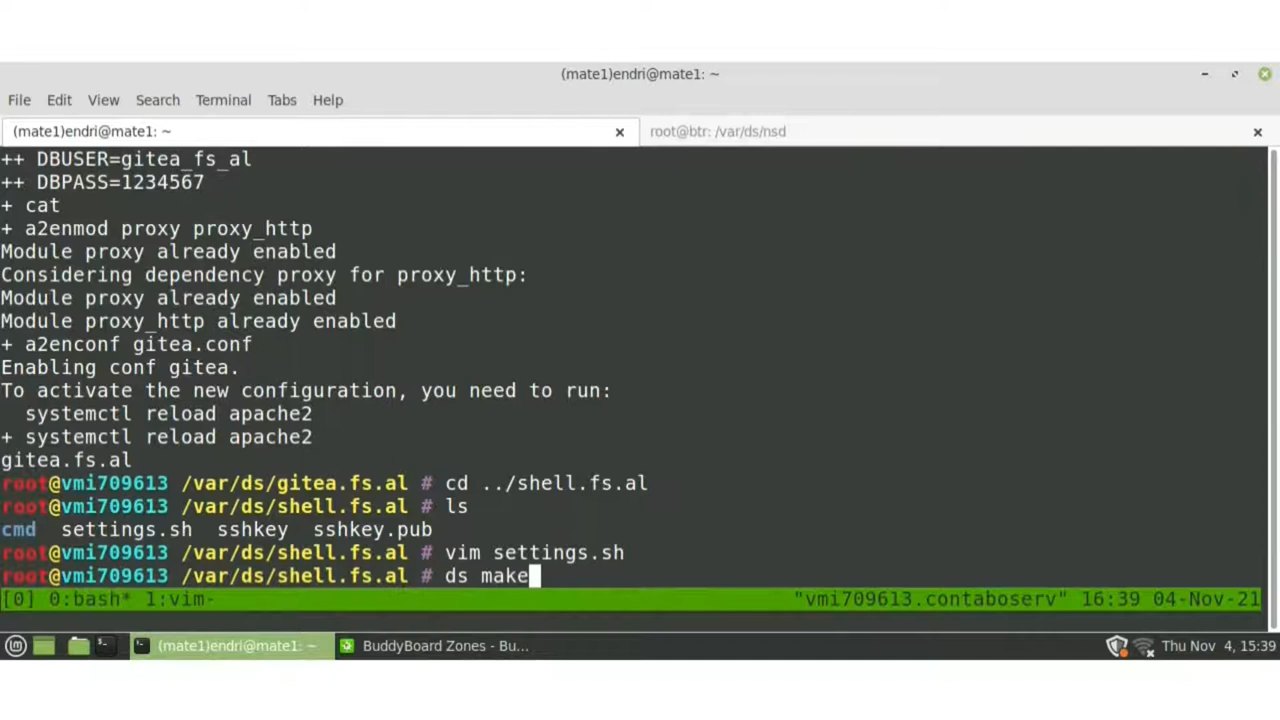 (mate1)endri@mate1: ~
File Edit View Search Terminal Tabs Help
(mate1)endri@mate1: ~ × root@btr: /var/ds/nsd ×
++ DBUSER=gitea_fs_al
++ DBPASS=1234567
+ cat
+ a2enmod proxy proxy_http
Module proxy already enabled
Considering dependency proxy for proxy_http:
Module proxy already enabled
Module proxy_http already enabled
+ a2enconf gitea.conf
Enabling conf gitea.
To activate the new configuration, you need to run:
  systemctl reload apache2
+ systemctl reload apache2
gitea.fs.al
root@vmi709613 /var/ds/gitea.fs.al # cd ../shell.fs.al
root@vmi709613 /var/ds/shell.fs.al # ls
cmd  settings.sh  sshkey  sshkey.pub
root@vmi709613 /var/ds/shell.fs.al # vim settings.sh
root@vmi709613 /var/ds/shell.fs.al # ds make
[0] 0:bash* 1:vim- "vmi709613.contaboserv" 16:39 04-Nov-21
(mate1)endri@mate1: ~ BuddyBoard Zones - Bu... Thu Nov 4, 15:39